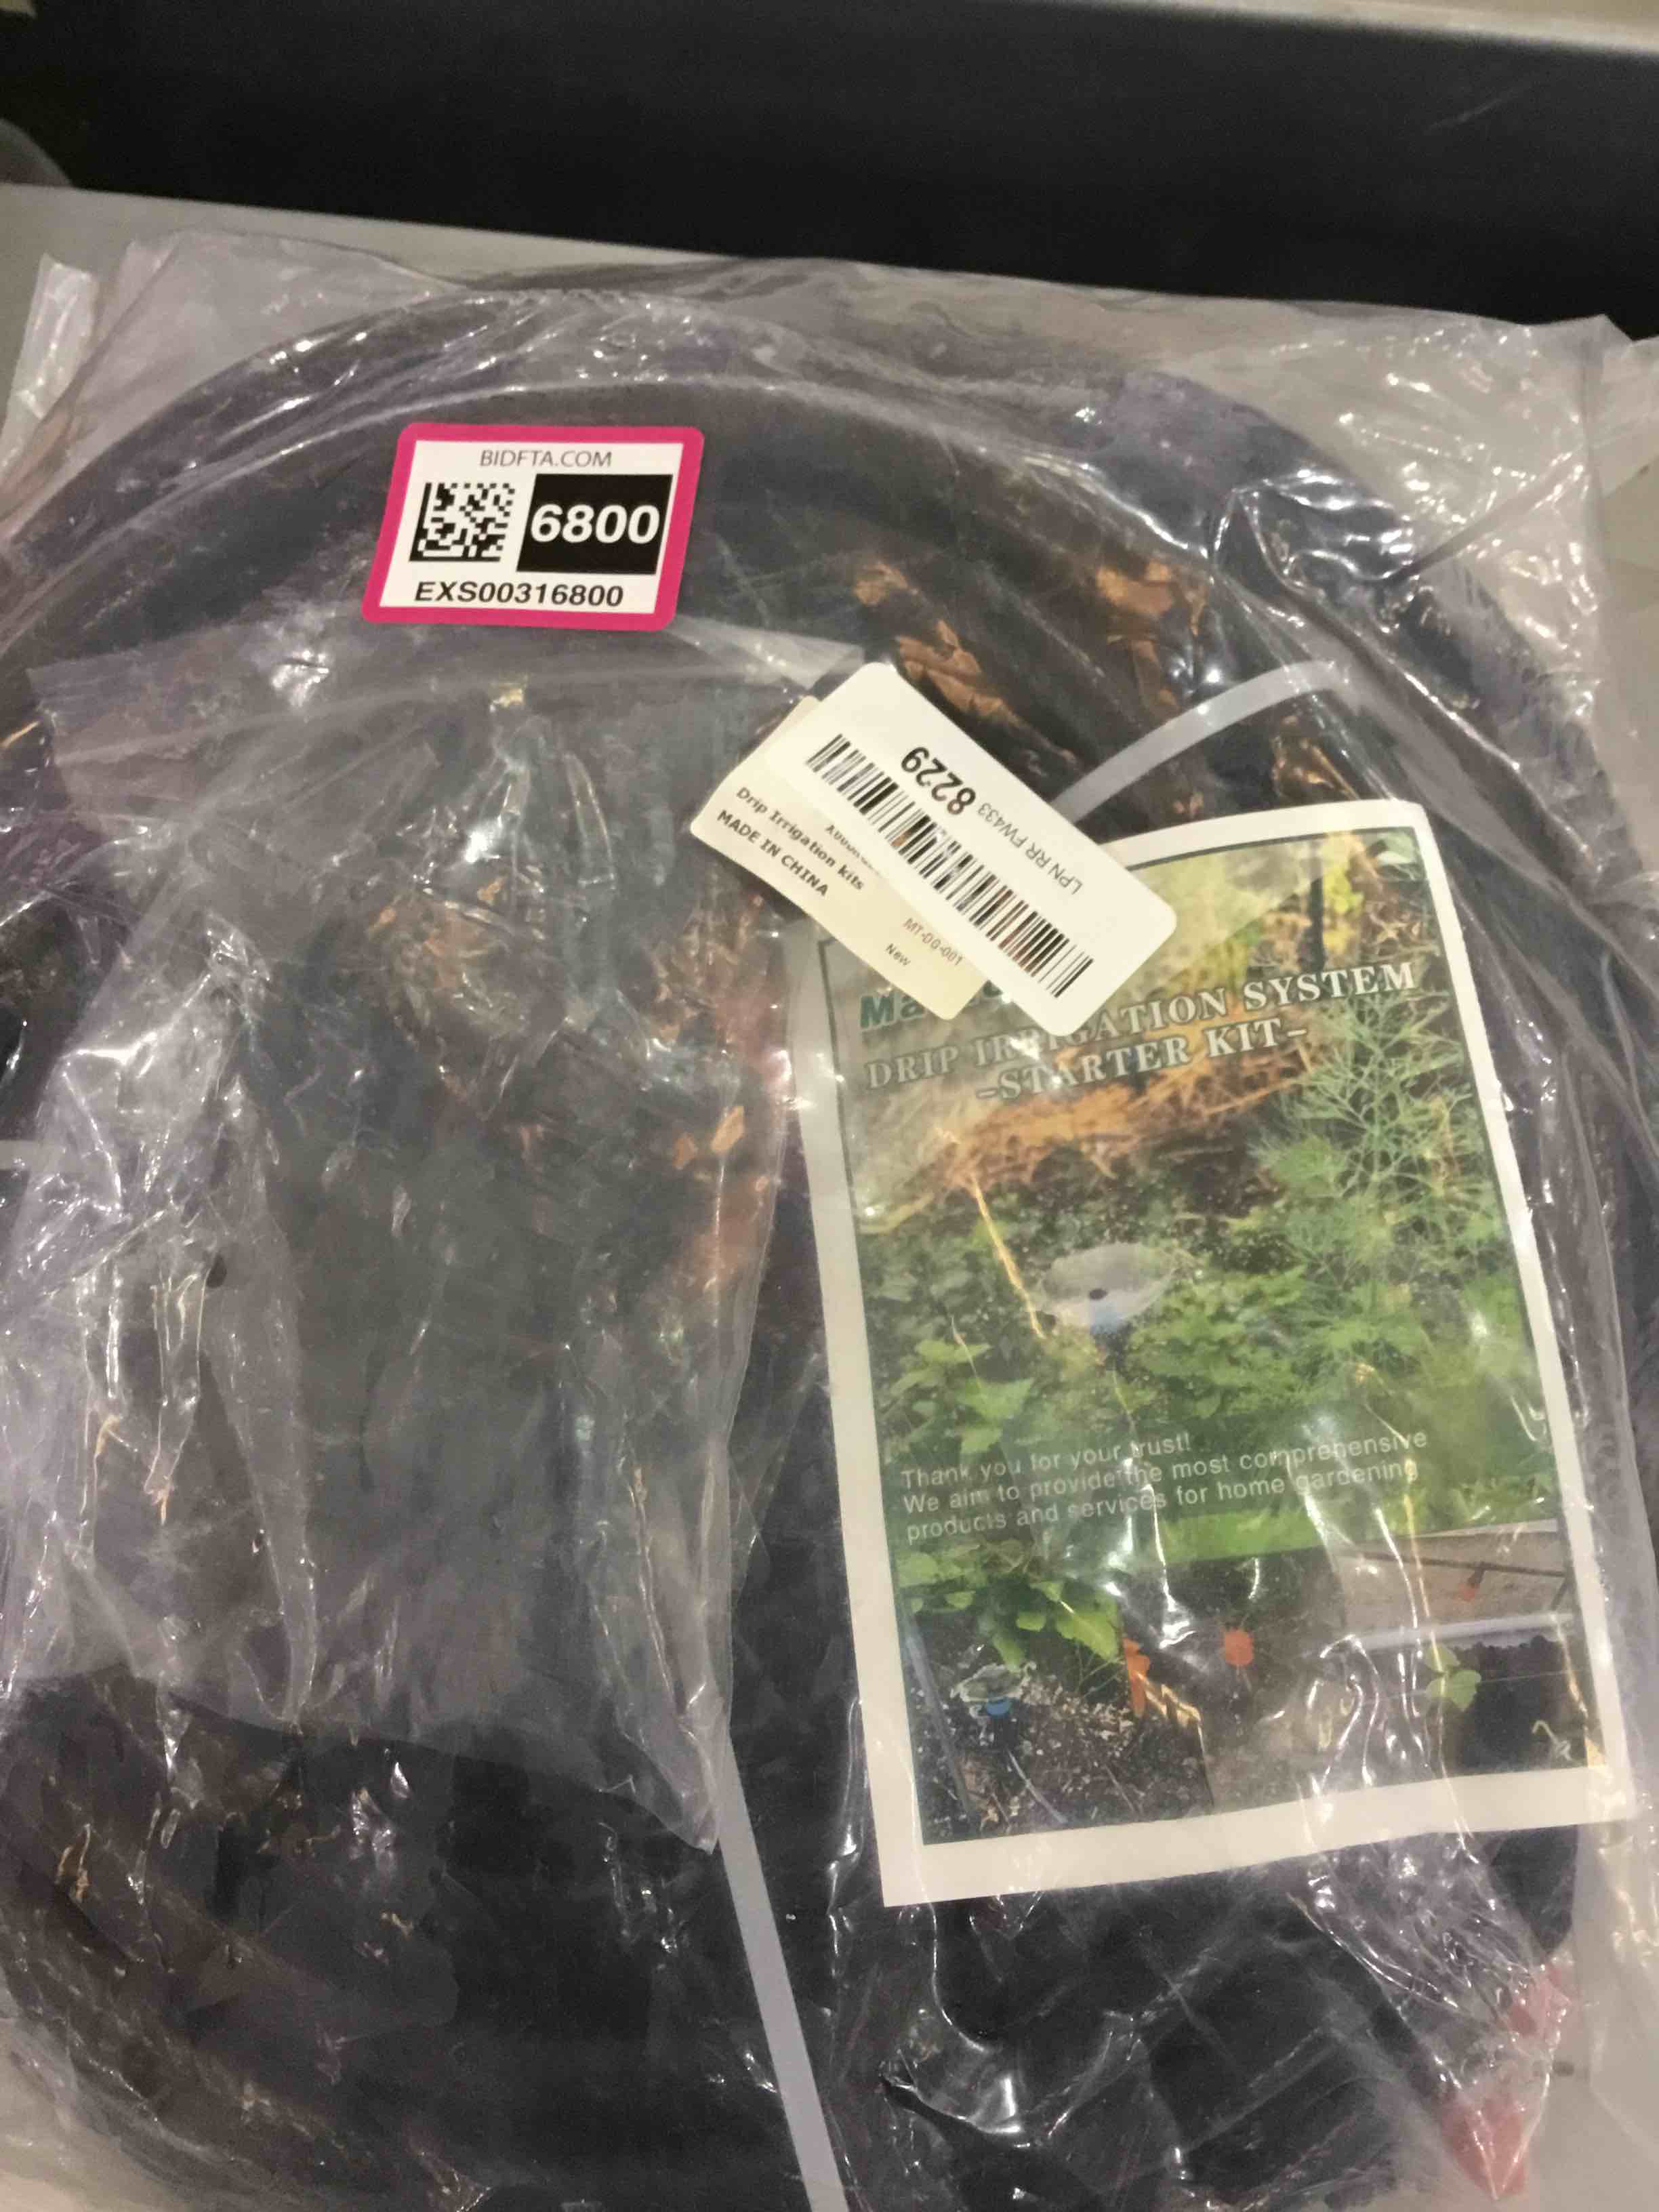 BIDFTA.COM
6800
EXS00316800
LPN RR FW433 8229
Drip Irrigation kits
MADE IN CHINA
MT-00-001
New
DRIP IRRIGATION SYSTEM
-STARTER KIT-
Thank you for your trust!
We aim to provide the most comprehensive
products and services for home gardening